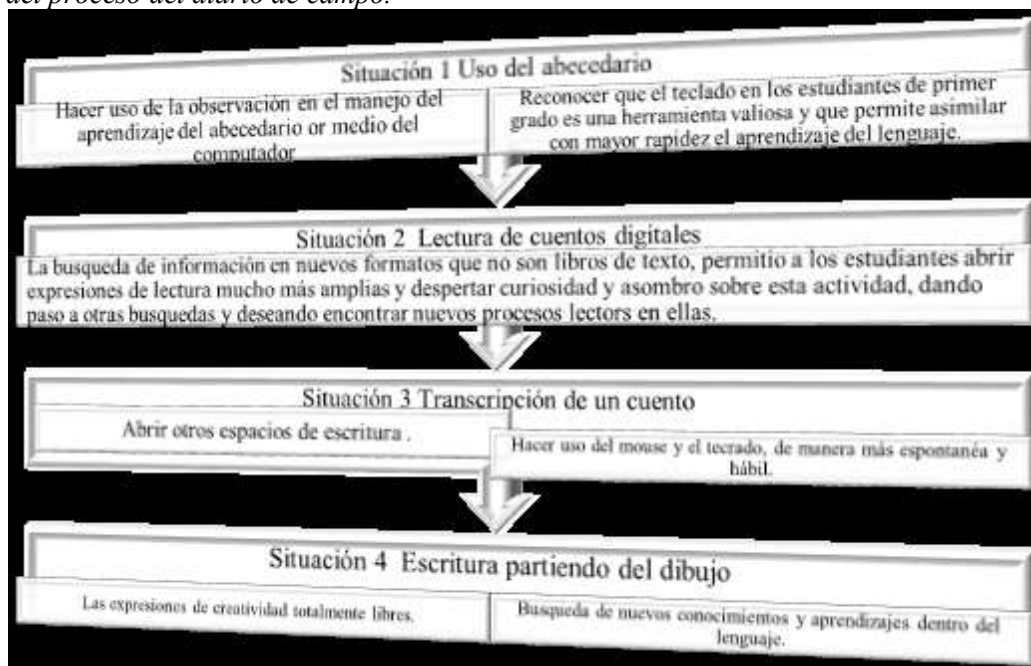 del proceso del diario de campo.
Situación 1 Uso del abecedario
Hacer uso de la observación en el manejo del
aprendizaje del abecedario or medio del
computador
Reconocer que el teclado en los estudiantes de primer
grado es una herramienta valiosa y que permite asimilar
con mayor rapidez el aprendizaje del lenguaje.
Situación 2 Lectura de cuentos digitales
La busqueda de información en nuevos formatos que no son libros de texto, permitio a los estudiantes abrir
expresiones de lectura mucho más amplias y despertar curiosidad y asombro sobre esta actividad, dando
paso a otras busquedas y deseando encontrar nuevos procesos lectors en ellas.
Situación 3 Transcripción de un cuento
Abrir otros espacios de escritura .
Hacer uso del mouse y el tecrado, de manera más espontanéa y
hábil.
Situación 4 Escritura partiendo del dibujo
Las expresiones de creatividad totalmente libres.
Busqueda de nuevos conocimientos y aprendizajes dentro del
lenguaje.